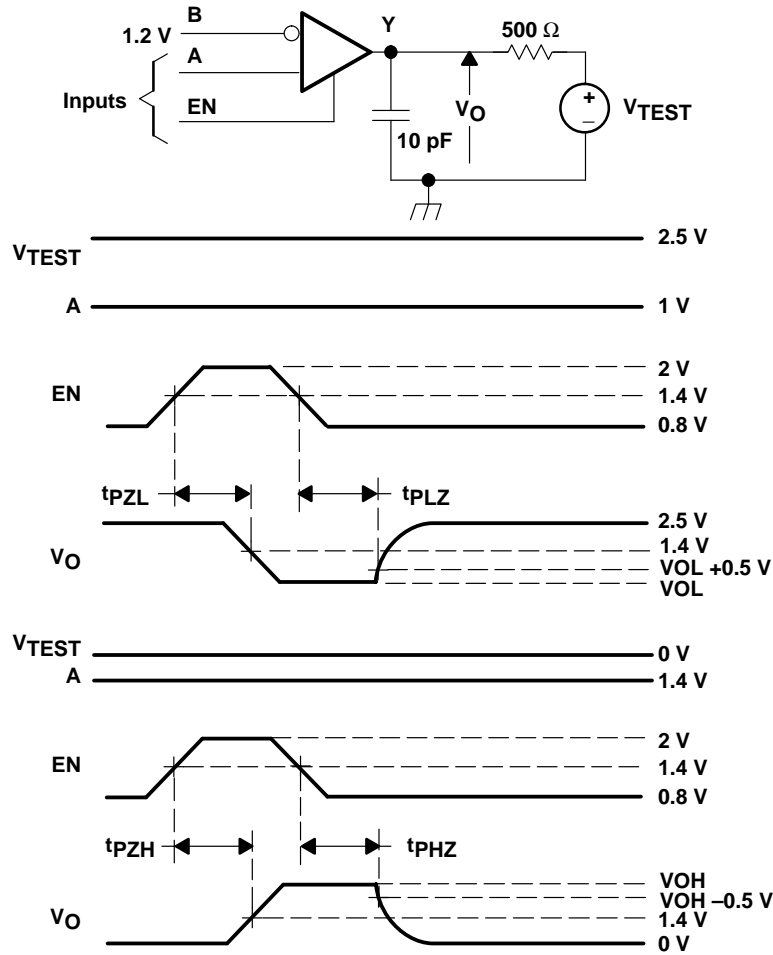 B
Y
500 Ω
1.2 V
A
Inputs
EN
VO
+
–
VTEST
10 pF
VTEST
2.5 V
A
1 V
EN
2 V
1.4 V
0.8 V
tPZL
tPLZ
VO
2.5 V
1.4 V
VOL +0.5 V
VOL
VTEST
0 V
A
1.4 V
EN
2 V
1.4 V
0.8 V
tPZH
tPHZ
VO
VOH
VOH –0.5 V
1.4 V
0 V